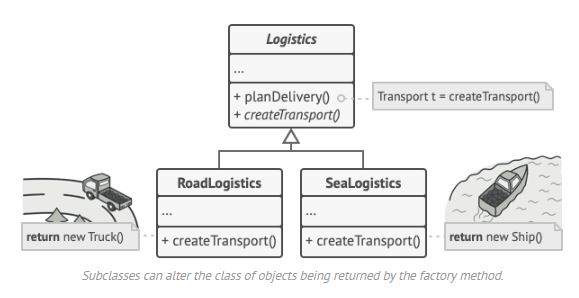 Logistics
...
+ planDelivery()
+ createTransport()
Transport t = createTransport()
RoadLogistics
...
+ createTransport()
SeaLogistics
...
+ createTransport()
return new Truck()
return new Ship()
Subclasses can alter the class of objects being returned by the factory method.